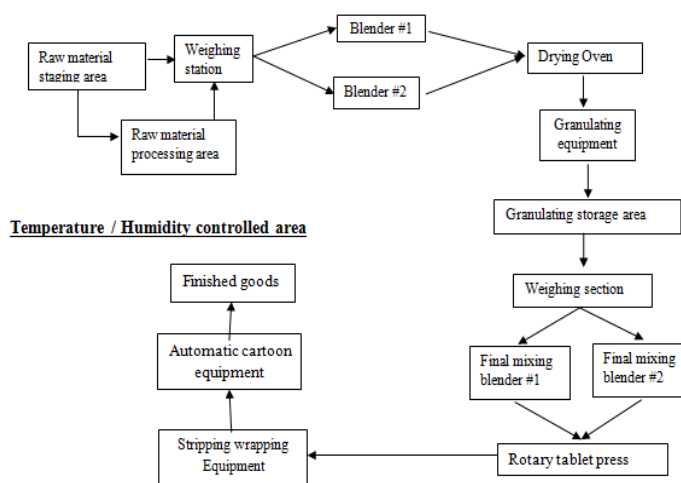 Raw material
staging area
Weighing
station
Raw material
processing area
Blender #1
Blender #2
Drying Oven
Granulating
equipment
Granulating storage area
Temperature / Humidity controlled area
Weighing section
Final mixing
blender #1
Final mixing
blender #2
Rotary tablet press
Stripping wrapping
Equipment
Automatic cartoon
equipment
Finished goods